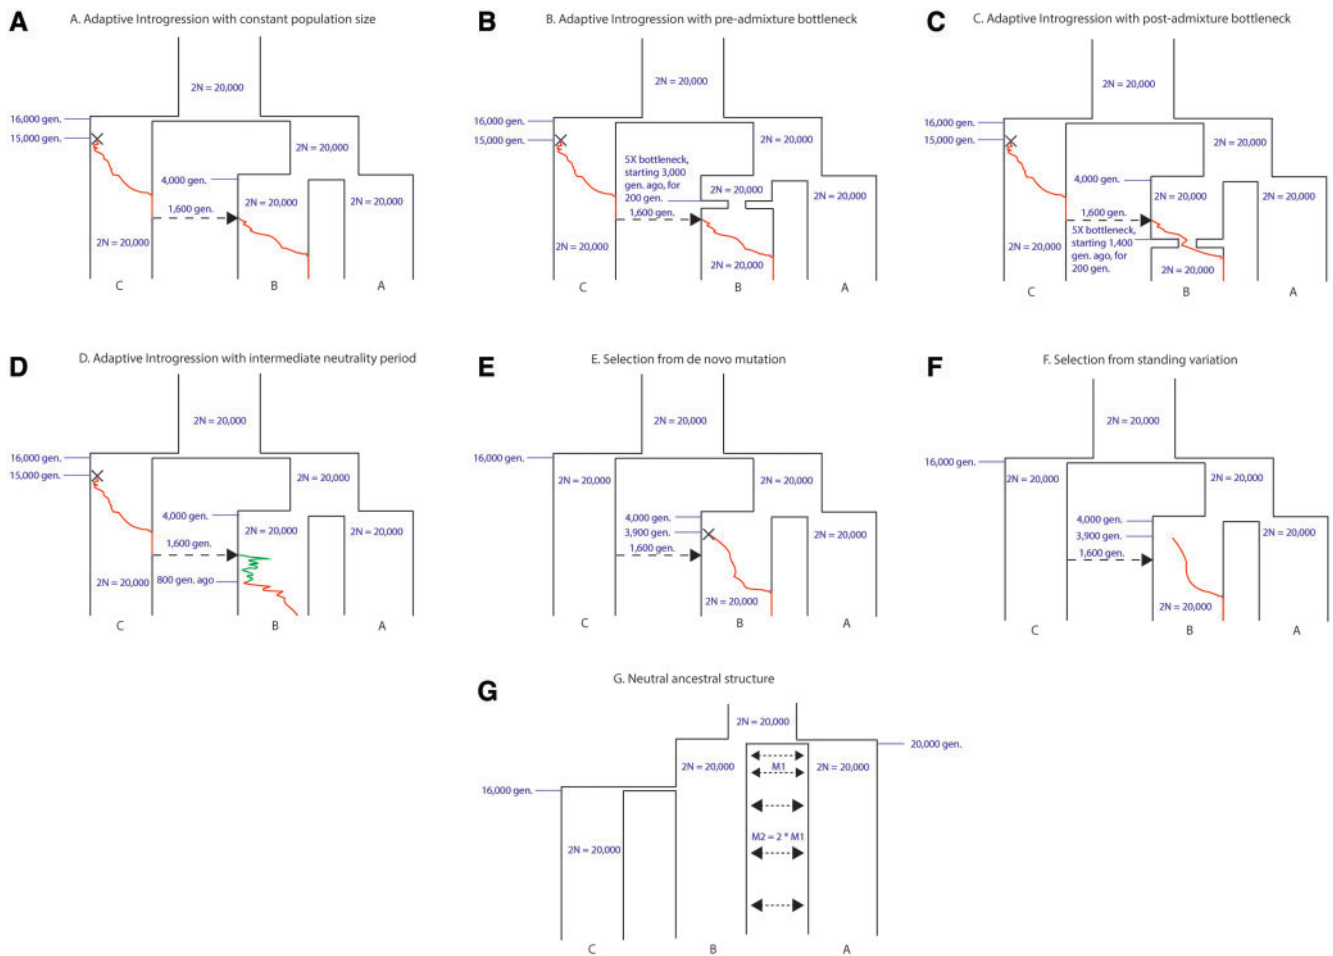 A
A. Adaptive Introgression with constant population size
2N = 20,000
16,000 gen.
15,000 gen.
2N = 20,000
4,000 gen.
2N = 20,000
2N = 20,000
1,600 gen.
2N = 20,000
C
B
A
B
B. Adaptive Introgression with pre-admixture bottleneck
2N = 20,000
16,000 gen.
15,000 gen.
2N = 20,000
5X bottleneck,
starting 3,000
gen. ago, for
200 gen.
2N = 20,000
2N = 20,000
1,600 gen.
2N = 20,000
2N = 20,000
C
B
A
C
C. Adaptive Introgression with post-admixture bottleneck
2N = 20,000
16,000 gen.
15,000 gen.
2N = 20,000
4,000 gen.
2N = 20,000
2N = 20,000
1,600 gen.
5X bottleneck,
starting 1,400
gen. ago, for
200 gen.
2N = 20,000
2N = 20,000
C
B
A
D
D. Adaptive Introgression with intermediate neutrality period
2N = 20,000
16,000 gen.
15,000 gen.
2N = 20,000
4,000 gen.
2N = 20,000
2N = 20,000
1,600 gen.
800 gen. ago
2N = 20,000
C
B
A
E
E. Selection from de novo mutation
2N = 20,000
16,000 gen.
2N = 20,000
2N = 20,000
4,000 gen.
3,900 gen.
2N = 20,000
1,600 gen.
2N = 20,000
C
B
A
F
F. Selection from standing variation
2N = 20,000
16,000 gen.
2N = 20,000
2N = 20,000
4,000 gen.
3,900 gen.
2N = 20,000
1,600 gen.
2N = 20,000
C
B
A
G
G. Neutral ancestral structure
2N = 20,000
20,000 gen.
2N = 20,000
M1
2N = 20,000
16,000 gen.
M2 = 2 * M1
2N = 20,000
C
B
A